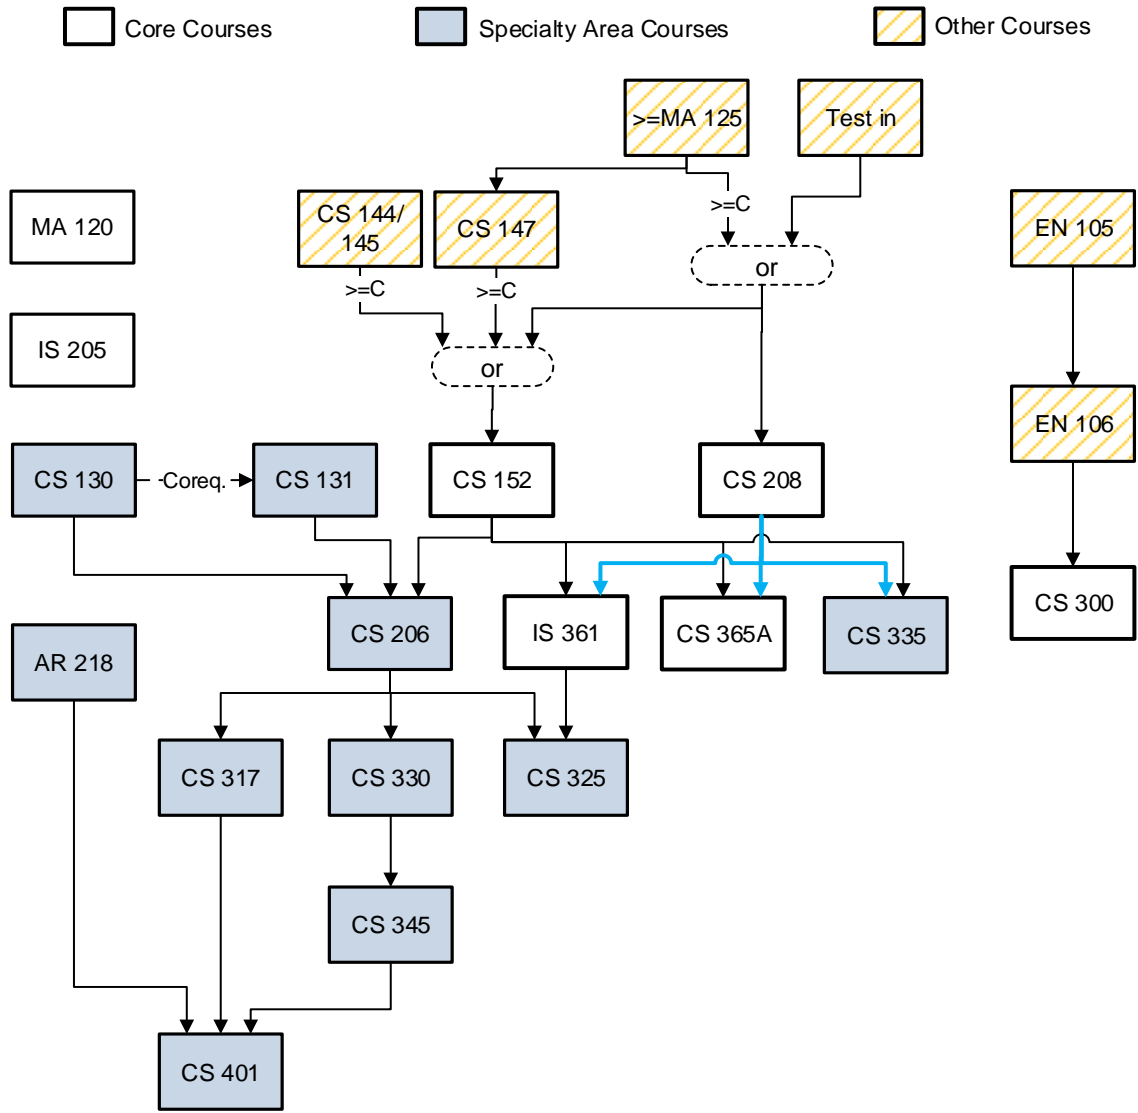 Core Courses
Specialty Area Courses
Other Courses
>=MA 125
Test in
MA 120
CS 144/
145
CS 147
>=C
EN 105
or
>=C
>=C
IS 205
or
EN 106
CS 130
-Coreq.
CS 131
CS 152
CS 208
CS 300
CS 206
IS 361
CS 365A
CS 335
AR 218
CS 317
CS 330
CS 325
CS 345
CS 401